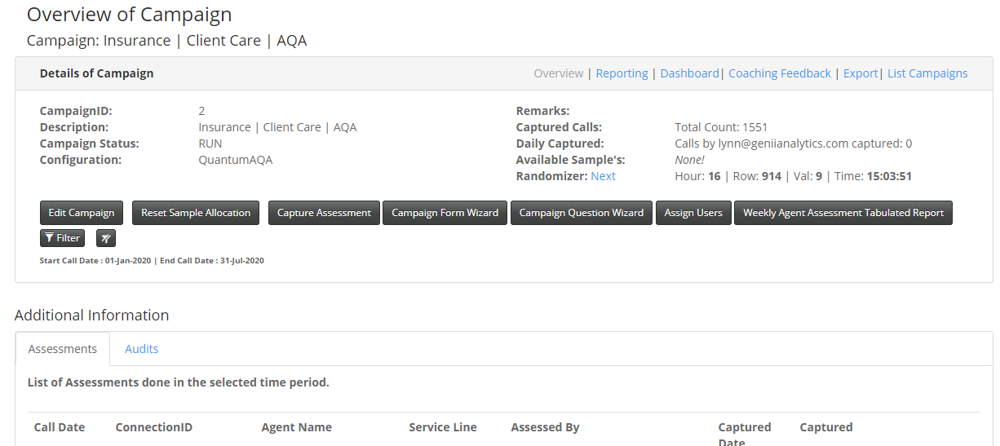 Overview of Campaign
Campaign: Insurance | Client Care | AQA
Details of Campaign
Overview | Reporting | Dashboard| Coaching Feedback | Export| List Campaigns
CampaignID: 2
Description: Insurance | Client Care | AQA
Campaign Status: RUN
Configuration: QuantumAQA
Remarks:
Captured Calls: Total Count: 1551
Daily Captured: Calls by lynn@geniianalytics.com captured: 0
Available Sample's: None!
Randomizer: Next Hour: 16 | Row: 914 | Val: 9 | Time: 15:03:51
Edit Campaign Reset Sample Allocation Capture Assessment Campaign Form Wizard Campaign Question Wizard Assign Users Weekly Agent Assessment Tabulated Report
Filter
Start Call Date : 01-Jan-2020 | End Call Date : 31-Jul-2020
Additional Information
Assessments Audits
List of Assessments done in the selected time period.
Call Date ConnectionID Agent Name Service Line Assessed By Captured Date Captured